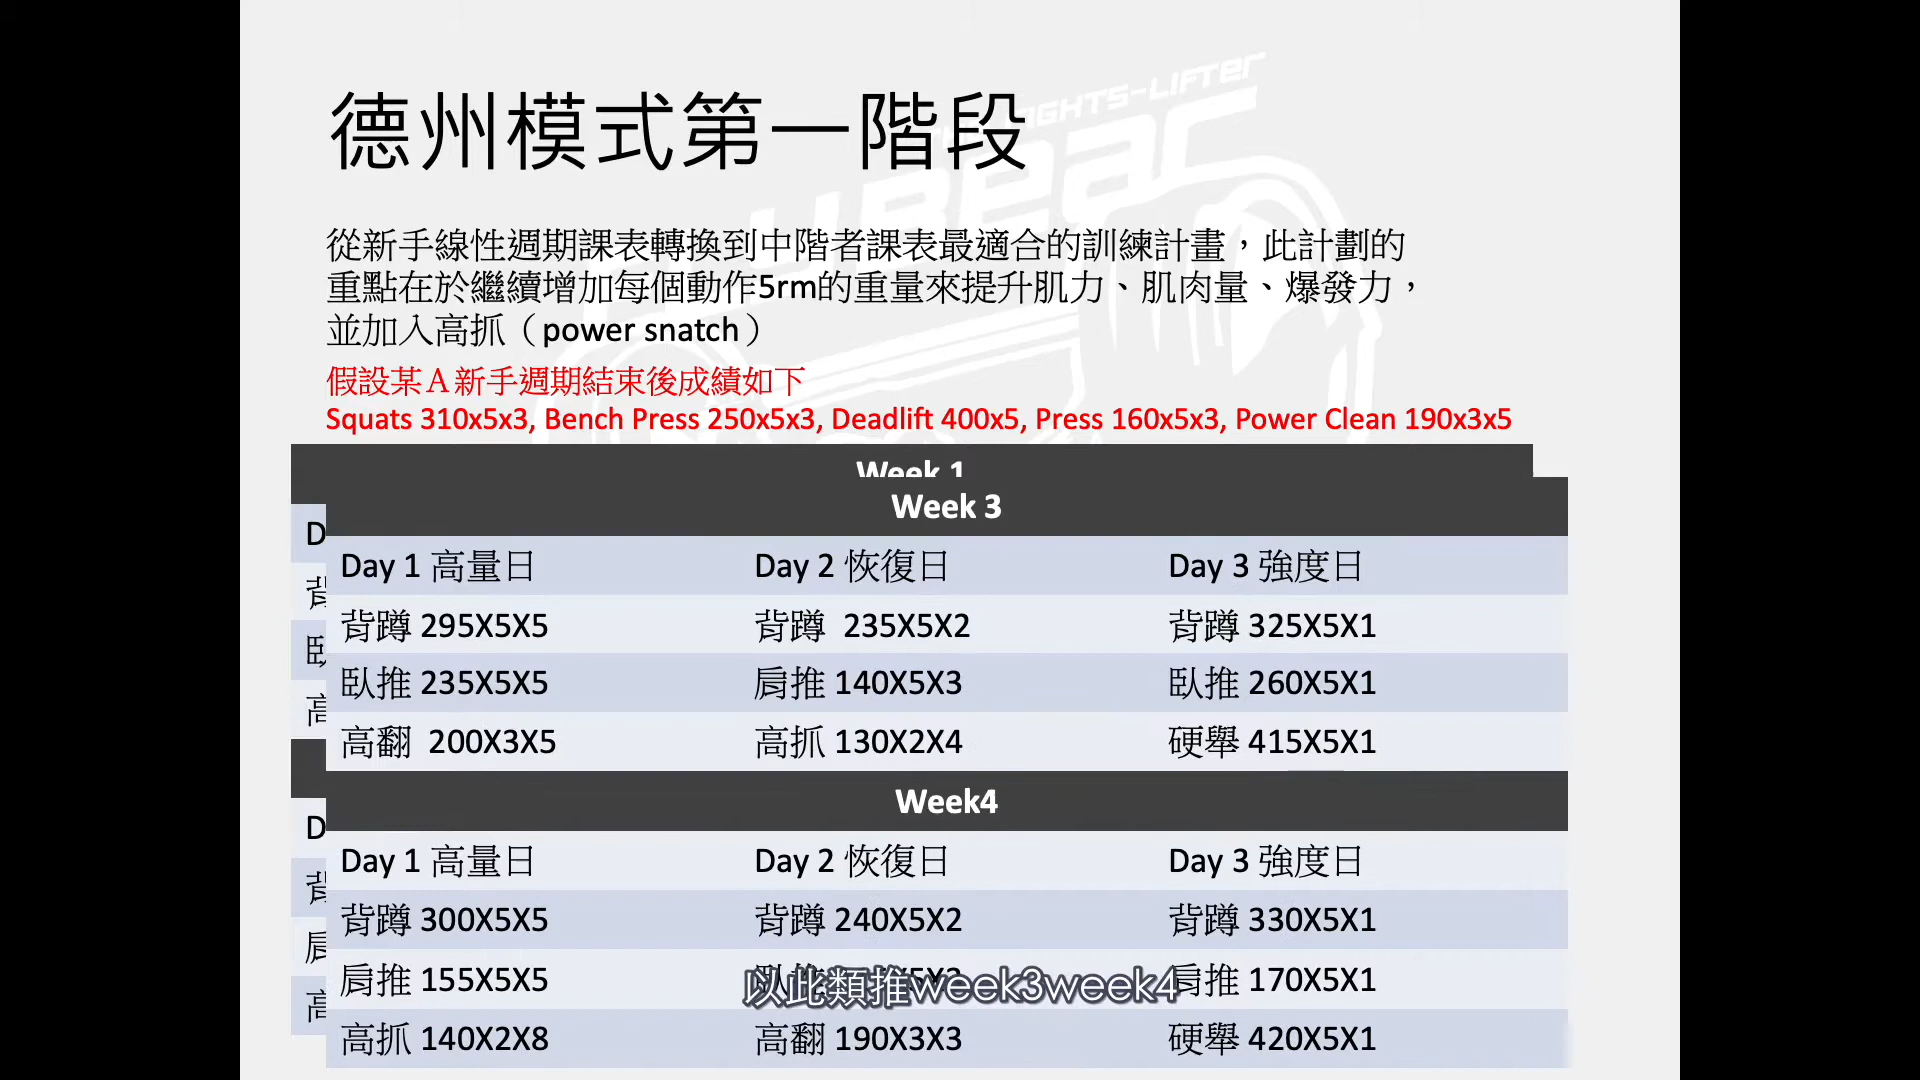 德州模式第一階段
從新手線性週期課表轉換到中階者課表最適合的訓練計畫，此計劃的
重點在於繼續增加每個動作5rm的重量來提升肌力、肌肉量、爆發力，
並加入高抓（power snatch）
假設某A新手週期結束後成績如下
Squats 310x5x3, Bench Press 250x5x3, Deadlift 400x5, Press 160x5x3, Power Clean 190x3x5
Week 1
Week 3
Day 1 高量日 Day 2 恢復日 Day 3 強度日
背蹲 295X5X5 背蹲 235X5X2 背蹲 325X5X1
臥推 235X5X5 肩推 140X5X3 臥推 260X5X1
高翻 200X3X5 高抓 130X2X4 硬舉 415X5X1
Week4
Day 1 高量日 Day 2 恢復日 Day 3 強度日
背蹲 300X5X5 背蹲 240X5X2 背蹲 330X5X1
肩推 155X5X5 肩推 170X5X1
以此類推week3week4
高抓 140X2X8 高翻 190X3X3 硬舉 420X5X1